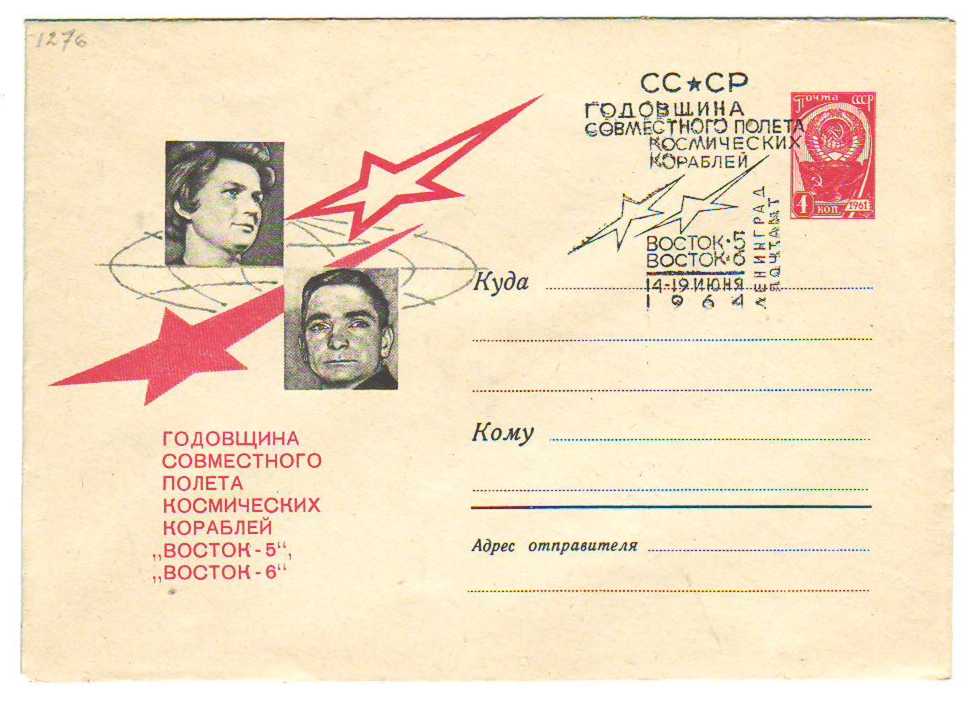 1276
СС★СР
ГОДОВЩИНА
СОВМЕСТНОГО ПОЛЕТА
КОСМИЧЕСКИХ
КОРАБЛЕЙ
ВОСТОК·5
ВОСТОК·6
14-19 ИЮНЯ
1964
ЛЕНИНГРАД
ПОЧТАМТ
Почта СССР
4 КОП. 1961
Куда
Кому
Адрес отправителя
ГОДОВЩИНА
СОВМЕСТНОГО
ПОЛЕТА
КОСМИЧЕСКИХ
КОРАБЛЕЙ
„ВОСТОК-5“,
„ВОСТОК-6“